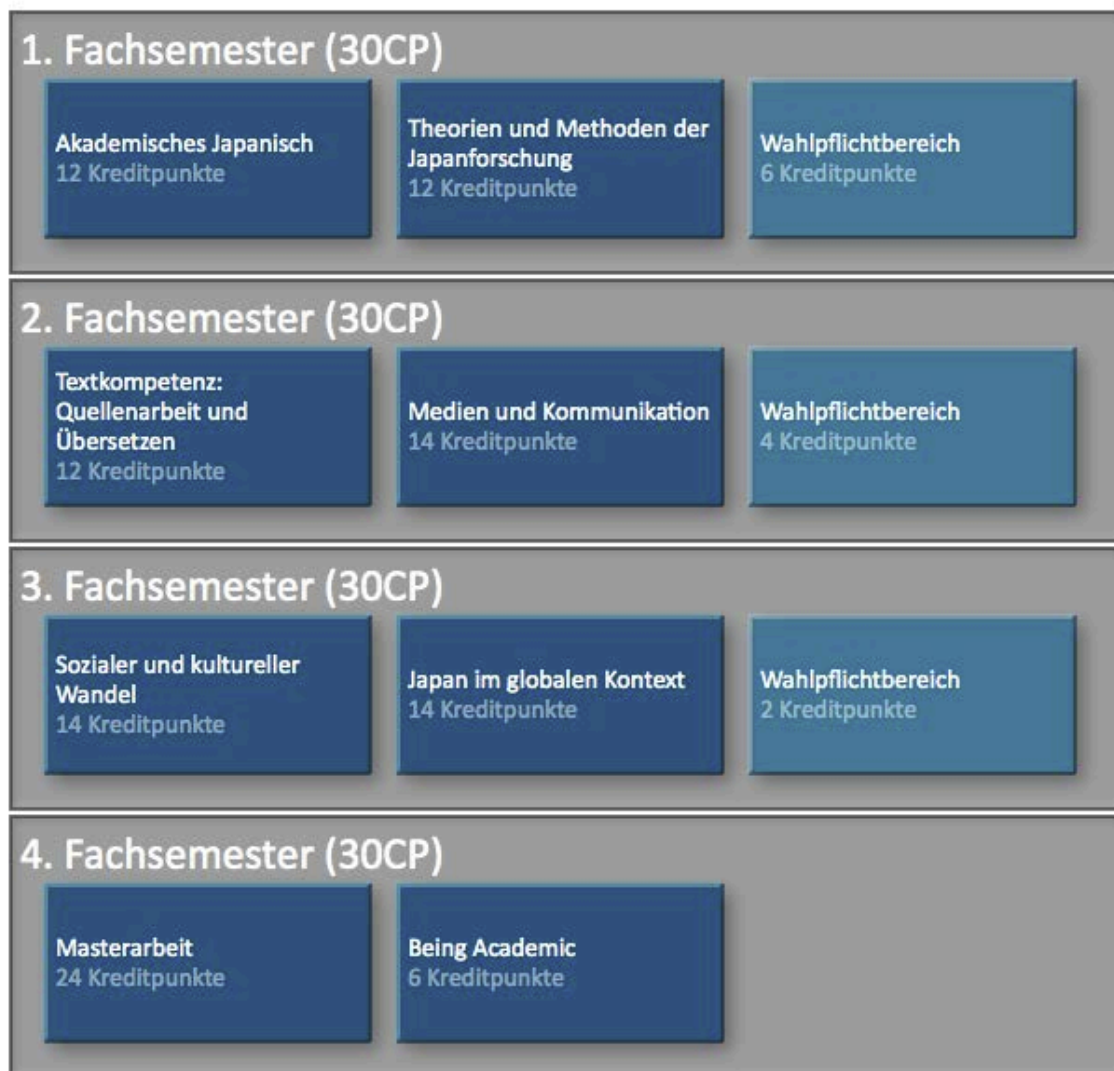 1. Fachsemester (30CP)
Akademisches Japanisch
12 Kreditpunkte
Theorien und Methoden der
Japanforschung
12 Kreditpunkte
Wahlpflichtbereich
6 Kreditpunkte
2. Fachsemester (30CP)
Textkompetenz:
Quellenarbeit und
Übersetzen
12 Kreditpunkte
Medien und Kommunikation
14 Kreditpunkte
Wahlpflichtbereich
4 Kreditpunkte
3. Fachsemester (30CP)
Sozialer und kultureller
Wandel
14 Kreditpunkte
Japan im globalen Kontext
14 Kreditpunkte
Wahlpflichtbereich
2 Kreditpunkte
4. Fachsemester (30CP)
Masterarbeit
24 Kreditpunkte
Being Academic
6 Kreditpunkte